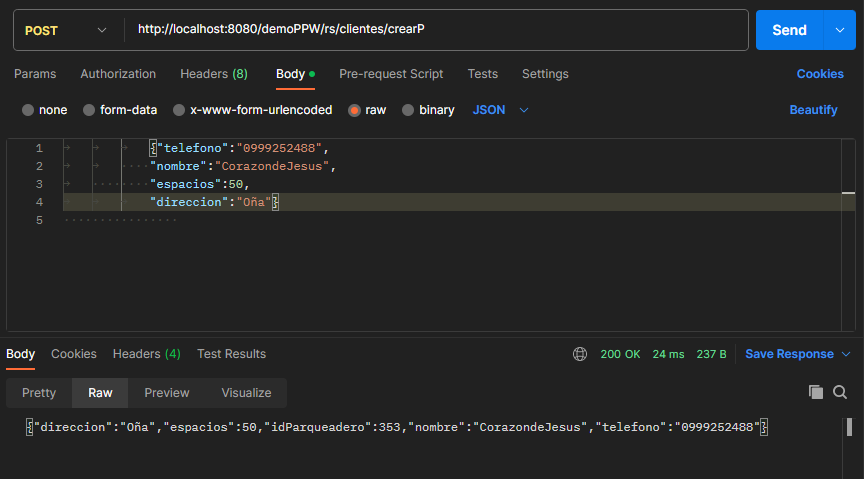 POST http://localhost:8080/demoPPW/rs/clientes/crearP Send
Params Authorization Headers (8) Body Pre-request Script Tests Settings Cookies
none form-data x-www-form-urlencoded raw binary JSON Beautify
1 {"telefono":"0999252488",
2 "nombre":"CorazondeJesus",
3 "espacios":50,
4 "direccion":"Oña"}
5
Body Cookies Headers (4) Test Results 200 OK 24 ms 237 B Save Response
Pretty Raw Preview Visualize
{"direccion":"Oña","espacios":50,"idParqueadero":353,"nombre":"CorazondeJesus","telefono":"0999252488"}